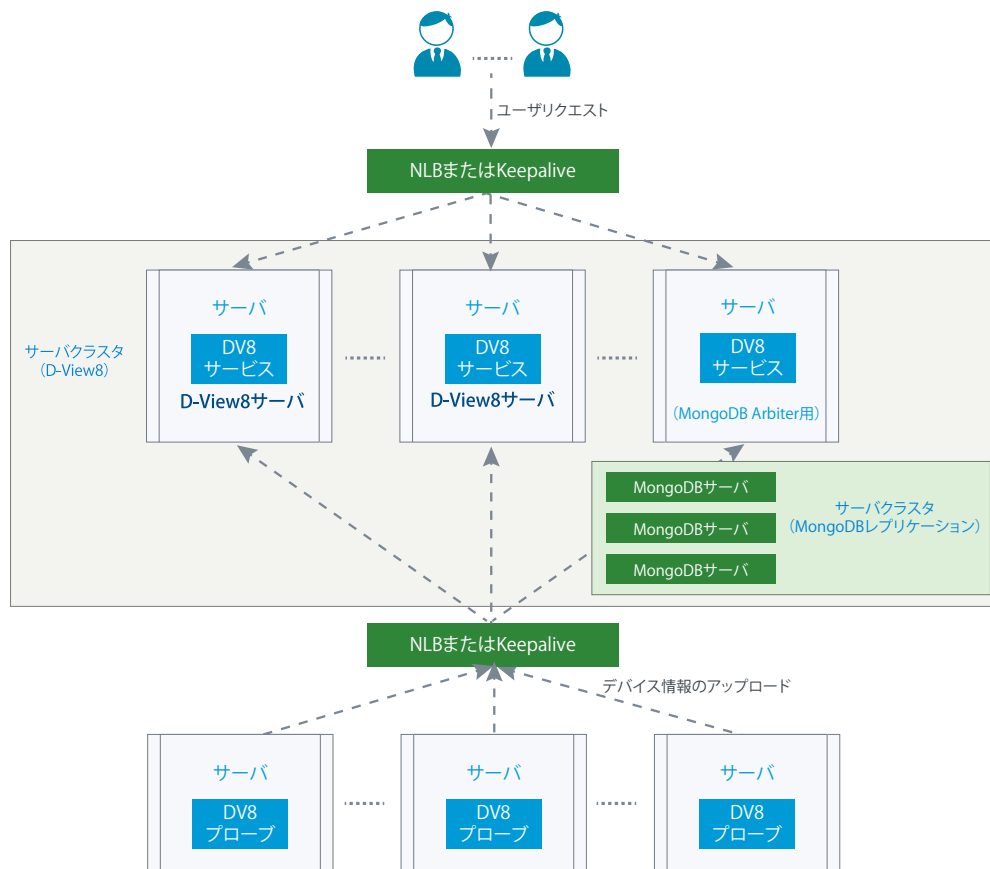 ユーザリクエスト
NLBまたはKeepalive
サーバ
DV8
サービス
D-View8サーバ
サーバ
DV8
サービス
D-View8サーバ
サーバ
DV8
サービス
（MongoDB Arbiter用）
サーバクラスタ
（D-View8）
MongoDBサーバ
MongoDBサーバ
MongoDBサーバ
サーバクラスタ
（MongoDBレプリケーション）
NLBまたはKeepalive
デバイス情報のアップロード
サーバ
DV8
プローブ
サーバ
DV8
プローブ
サーバ
DV8
プローブ